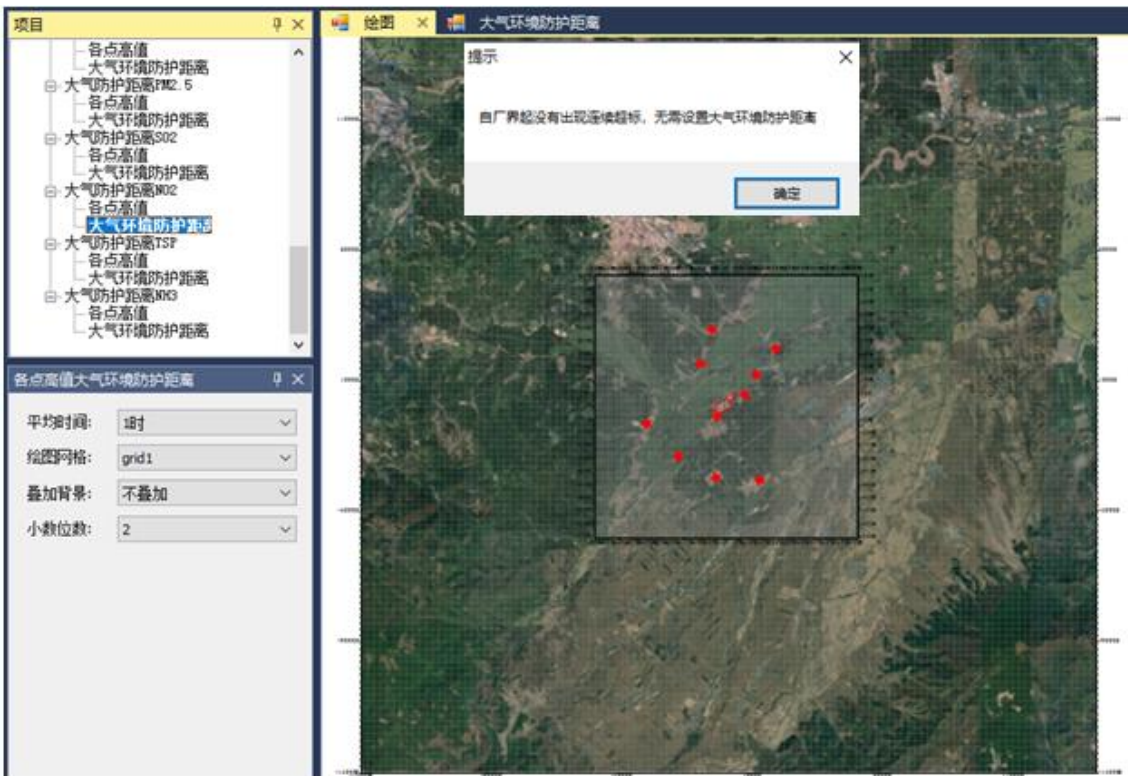 项目
各点高值
大气环境防护距离
大气防护距离PM2.5
各点高值
大气环境防护距离
大气防护距离SO2
各点高值
大气环境防护距离
大气防护距离NO2
各点高值
大气环境防护距离
大气防护距离TSP
各点高值
大气环境防护距离
大气防护距离NH3
各点高值
大气环境防护距离
各点高值大气环境防护距离
平均时间: 1时
绘图网格: grid1
叠加背景: 不叠加
小数位数: 2
绘图
大气环境防护距离
提示
自厂界起没有出现连续超标，无需设置大气环境防护距离
确定